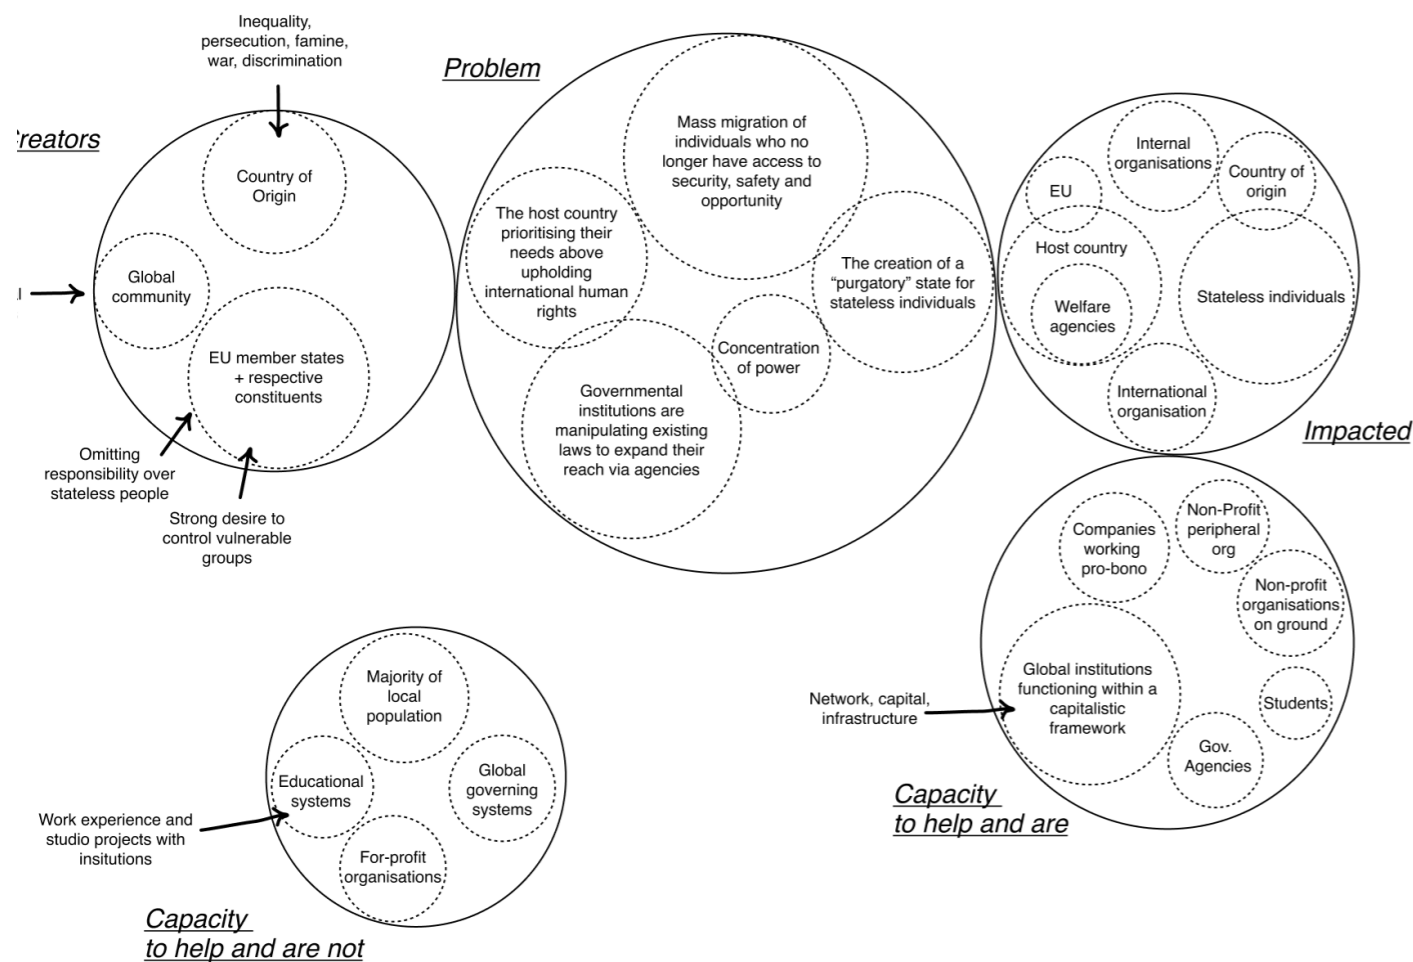 Inequality,
persecution, famine,
war, discrimination
Creators
Country of
Origin
Global
community
EU member states
+ respective
constituents
Omitting
responsibility over
stateless people
Strong desire to
control vulnerable
groups
Problem
Mass migration of
individuals who no
longer have access to
security, safety and
opportunity
The host country
prioritising their
needs above
upholding
international human
rights
The creation of a
“purgatory” state for
stateless individuals
Concentration
of power
Governmental
institutions are
manipulating existing
laws to expand their
reach via agencies
Internal
organisations
Country of
origin
EU
Host country
Welfare
agencies
Stateless individuals
International
organisation
Impacted
Companies
working
pro-bono
Non-Profit
peripheral
org
Non-profit
organisations
on ground
Global institutions
functioning within a
capitalistic
framework
Students
Gov.
Agencies
Network, capital,
infrastructure
Capacity
to help and are
Majority of
local
population
Educational
systems
Global
governing
systems
For-profit
organisations
Work experience and
studio projects with
insitutions
Capacity
to help and are not